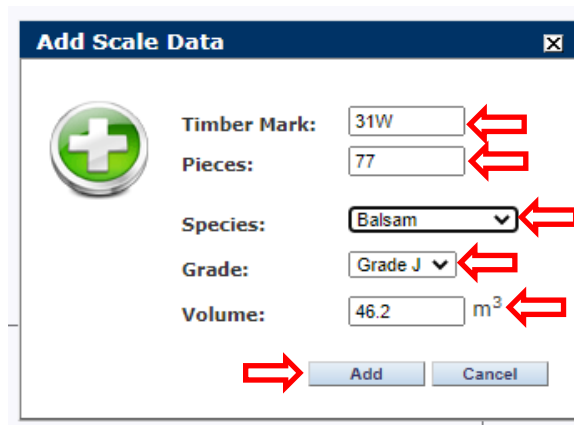 Add Scale Data
Timber Mark: 31W
Pieces: 77
Species: Balsam
Grade: Grade J
Volume: 46.2 m³
Add Cancel